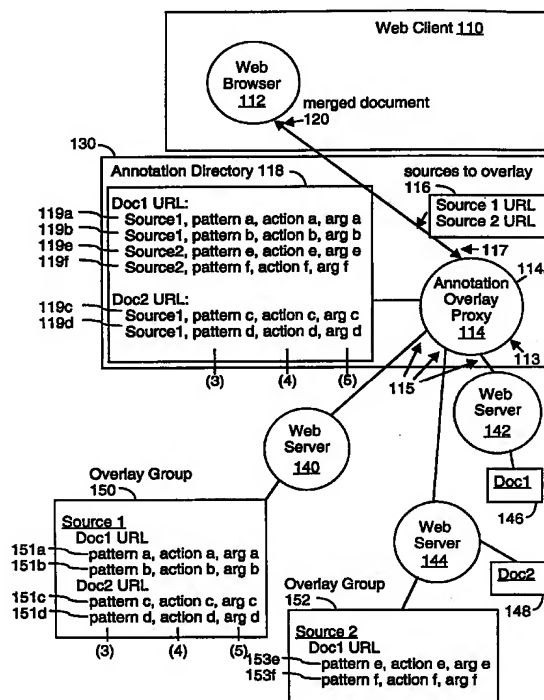 Web Client 110
Web
Browser
112
merged document
120
130
Annotation Directory 118
sources to overlay
116
Source 1 URL
Source 2 URL
117
Doc1 URL:
119a Source1, pattern a, action a, arg a
119b Source1, pattern b, action b, arg b
119e Source2, pattern e, action e, arg e
119f Source2, pattern f, action f, arg f
Doc2 URL:
119c Source1, pattern c, action c, arg c
119d Source1, pattern d, action d, arg d
(3) (4) (5)
114
Annotation
Overlay
Proxy
114
113
115
Web
Server
142
Web
Server
140
Doc1
146
Overlay Group
150
Source 1
Doc1 URL
151a pattern a, action a, arg a
151b pattern b, action b, arg b
Doc2 URL
151c pattern c, action c, arg c
151d pattern d, action d, arg d
(3) (4) (5)
Web
Server
144
Doc2
148
Overlay Group
152
Source 2
Doc1 URL
153e pattern e, action e, arg e
153f pattern f, action f, arg f